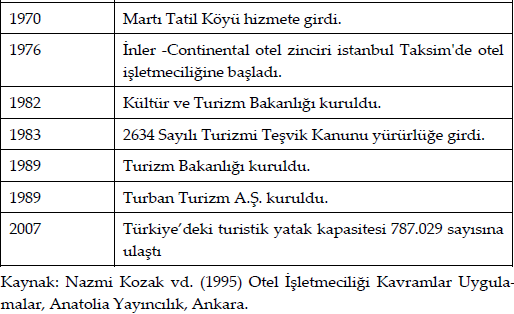 1970 Martı Tatil Köyü hizmete girdi.
1976 İnler -Continental otel zinciri istanbul Taksim'de otel
işletmeciliğine başladı.
1982 Kültür ve Turizm Bakanlığı kuruldu.
1983 2634 Sayılı Turizmi Teşvik Kanunu yürürlüğe girdi.
1989 Turizm Bakanlığı kuruldu.
1989 Turban Turizm A.Ş. kuruldu.
2007 Türkiye’deki turistik yatak kapasitesi 787.029 sayısına
ulaştı
Kaynak: Nazmi Kozak vd. (1995) Otel İşletmeciliği Kavramlar Uygula-
malar, Anatolia Yayıncılık, Ankara.